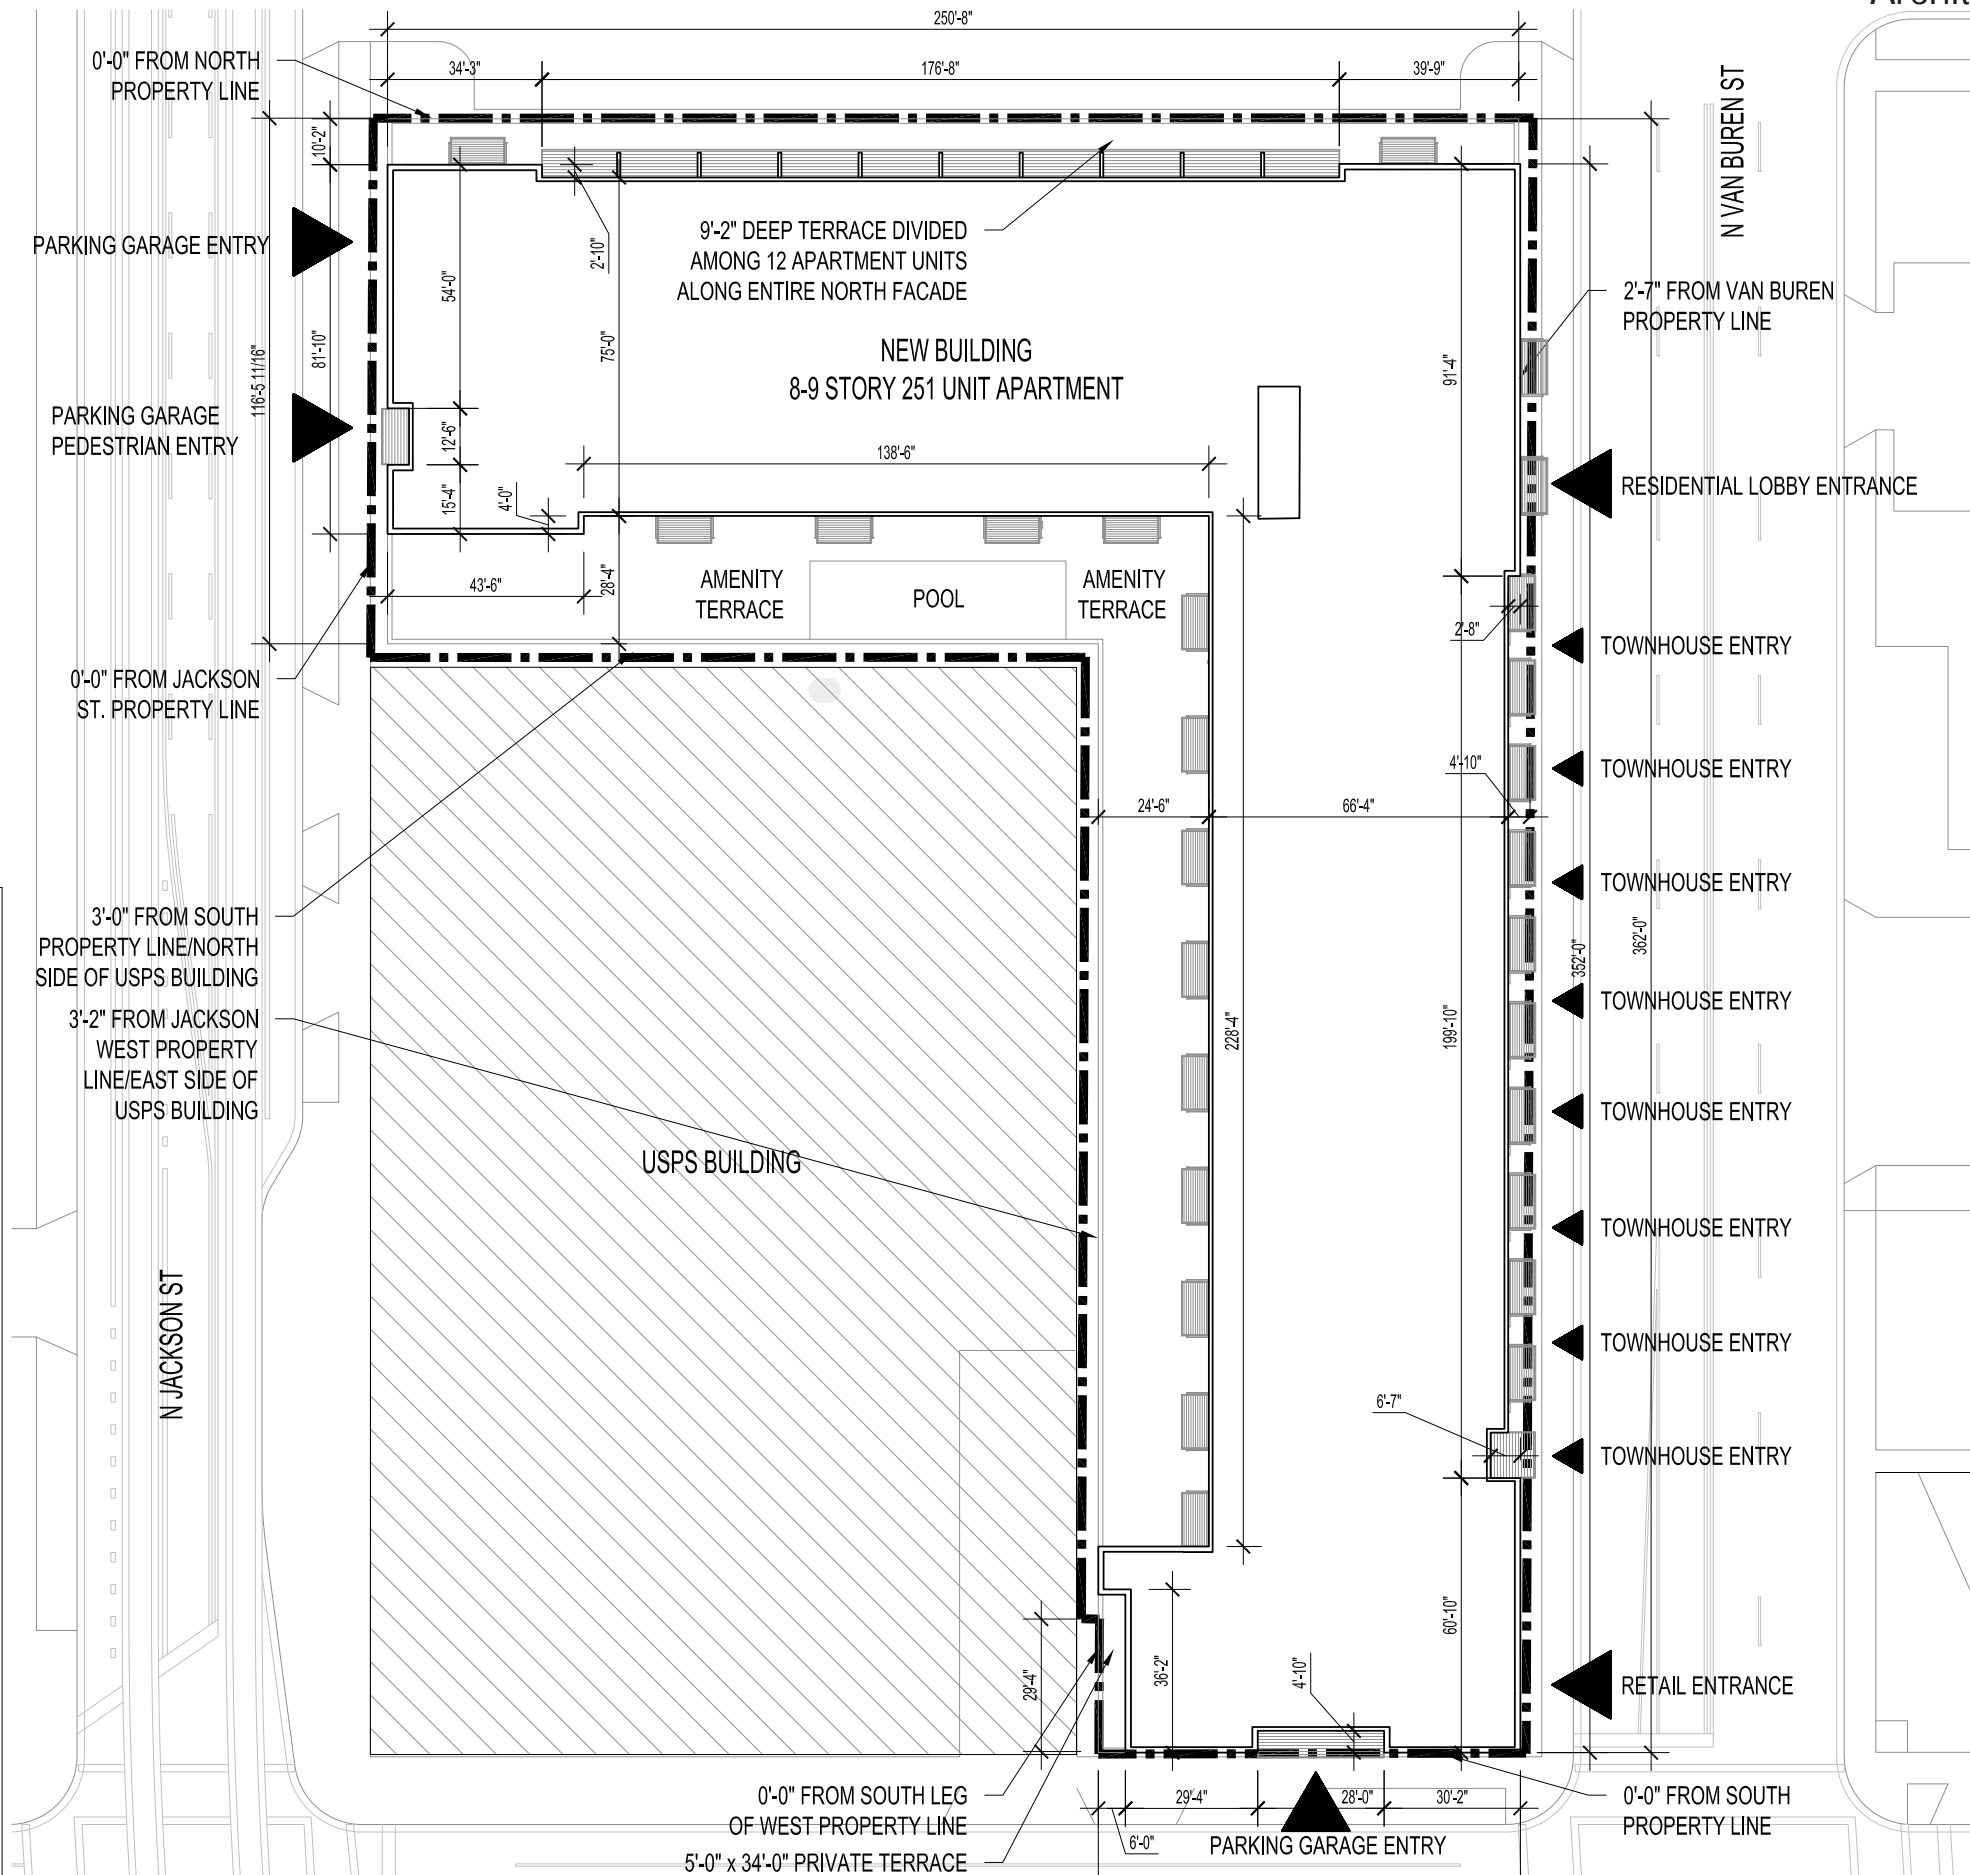 250'-8"
34'-3"
176'-8"
39'-9"
0'-0" FROM NORTH
PROPERTY LINE
10'-2"
N VAN BUREN ST
PARKING GARAGE ENTRY
9'-2" DEEP TERRACE DIVIDED
AMONG 12 APARTMENT UNITS
ALONG ENTIRE NORTH FACADE
2'-10"
54'-0"
2'-7" FROM VAN BUREN
PROPERTY LINE
NEW BUILDING
8-9 STORY 251 UNIT APARTMENT
116'-5 11/16"
81'-10"
75'-0"
91'-4"
PARKING GARAGE
PEDESTRIAN ENTRY
12'-6"
138'-6"
15'-4"
4'-0"
RESIDENTIAL LOBBY ENTRANCE
43'-6"
28'-4"
AMENITY
TERRACE
POOL
AMENITY
TERRACE
2'-8"
TOWNHOUSE ENTRY
0'-0" FROM JACKSON
ST. PROPERTY LINE
4'-10"
TOWNHOUSE ENTRY
24'-6"
66'-4"
TOWNHOUSE ENTRY
3'-0" FROM SOUTH
PROPERTY LINE/NORTH
SIDE OF USPS BUILDING
352'-0"
362'-0"
TOWNHOUSE ENTRY
3'-2" FROM JACKSON
WEST PROPERTY
LINE/EAST SIDE OF
USPS BUILDING
228'-4"
199'-10"
TOWNHOUSE ENTRY
USPS BUILDING
TOWNHOUSE ENTRY
N JACKSON ST
TOWNHOUSE ENTRY
6'-7"
TOWNHOUSE ENTRY
60'-10"
29'-4"
36'-2"
4'-10"
RETAIL ENTRANCE
0'-0" FROM SOUTH LEG
OF WEST PROPERTY LINE
29'-4"
28'-0"
30'-2"
0'-0" FROM SOUTH
PROPERTY LINE
6'-0"
PARKING GARAGE ENTRY
5'-0" x 34'-0" PRIVATE TERRACE